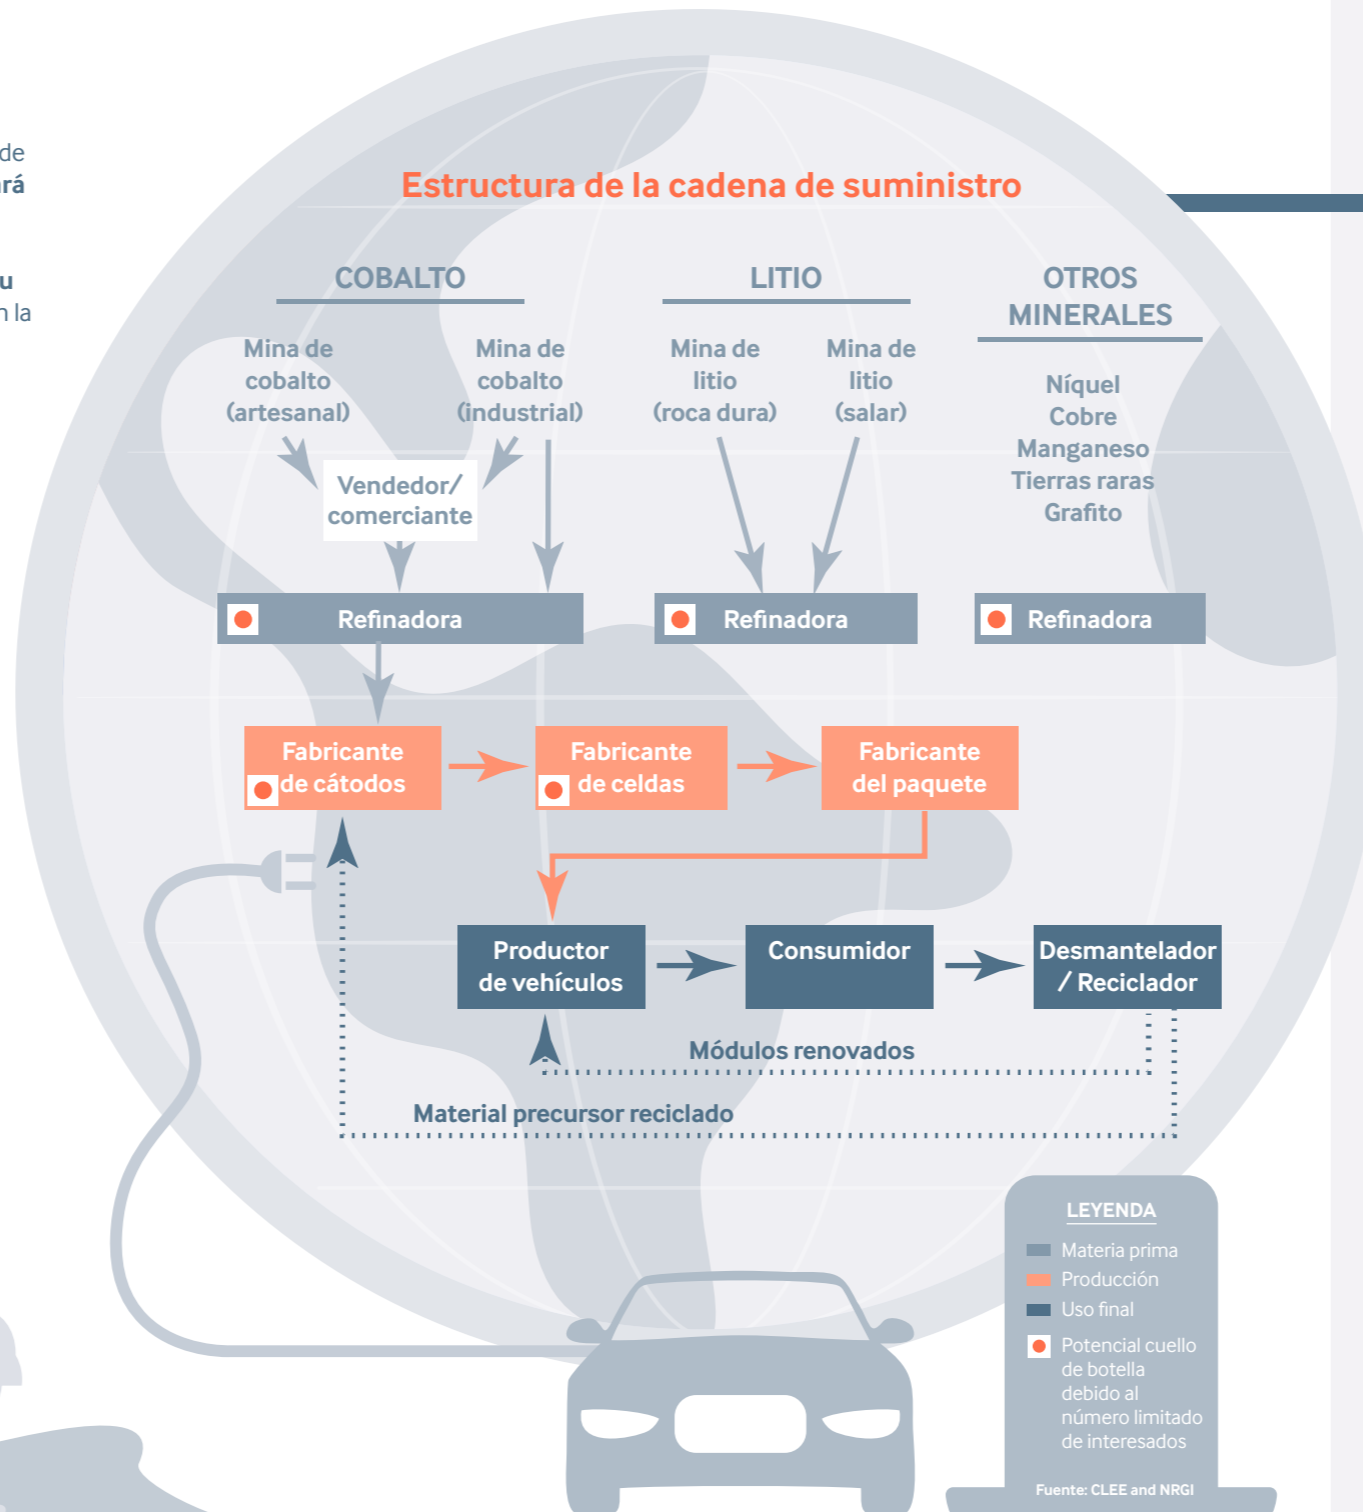 de
ará
u
n la
Estructura de la cadena de suministro
COBALTO
LITIO
OTROS
MINERALES
Mina de
cobalto
(artesanal)
Mina de
cobalto
(industrial)
Mina de
litio
(roca dura)
Mina de
litio
(salar)
Níquel
Cobre
Manganeso
Tierras raras
Grafito
Vendedor/
comerciante
Refinadora
Refinadora
Refinadora
Fabricante
de cátodos
Fabricante
de celdas
Fabricante
del paquete
Productor
de vehículos
Consumidor
Desmantelador
/ Reciclador
Módulos renovados
Material precursor reciclado
LEYENDA
Materia prima
Producción
Uso final
Potencial cuello
de botella
debido al
número limitado
de interesados
Fuente: CLEE and NRGI